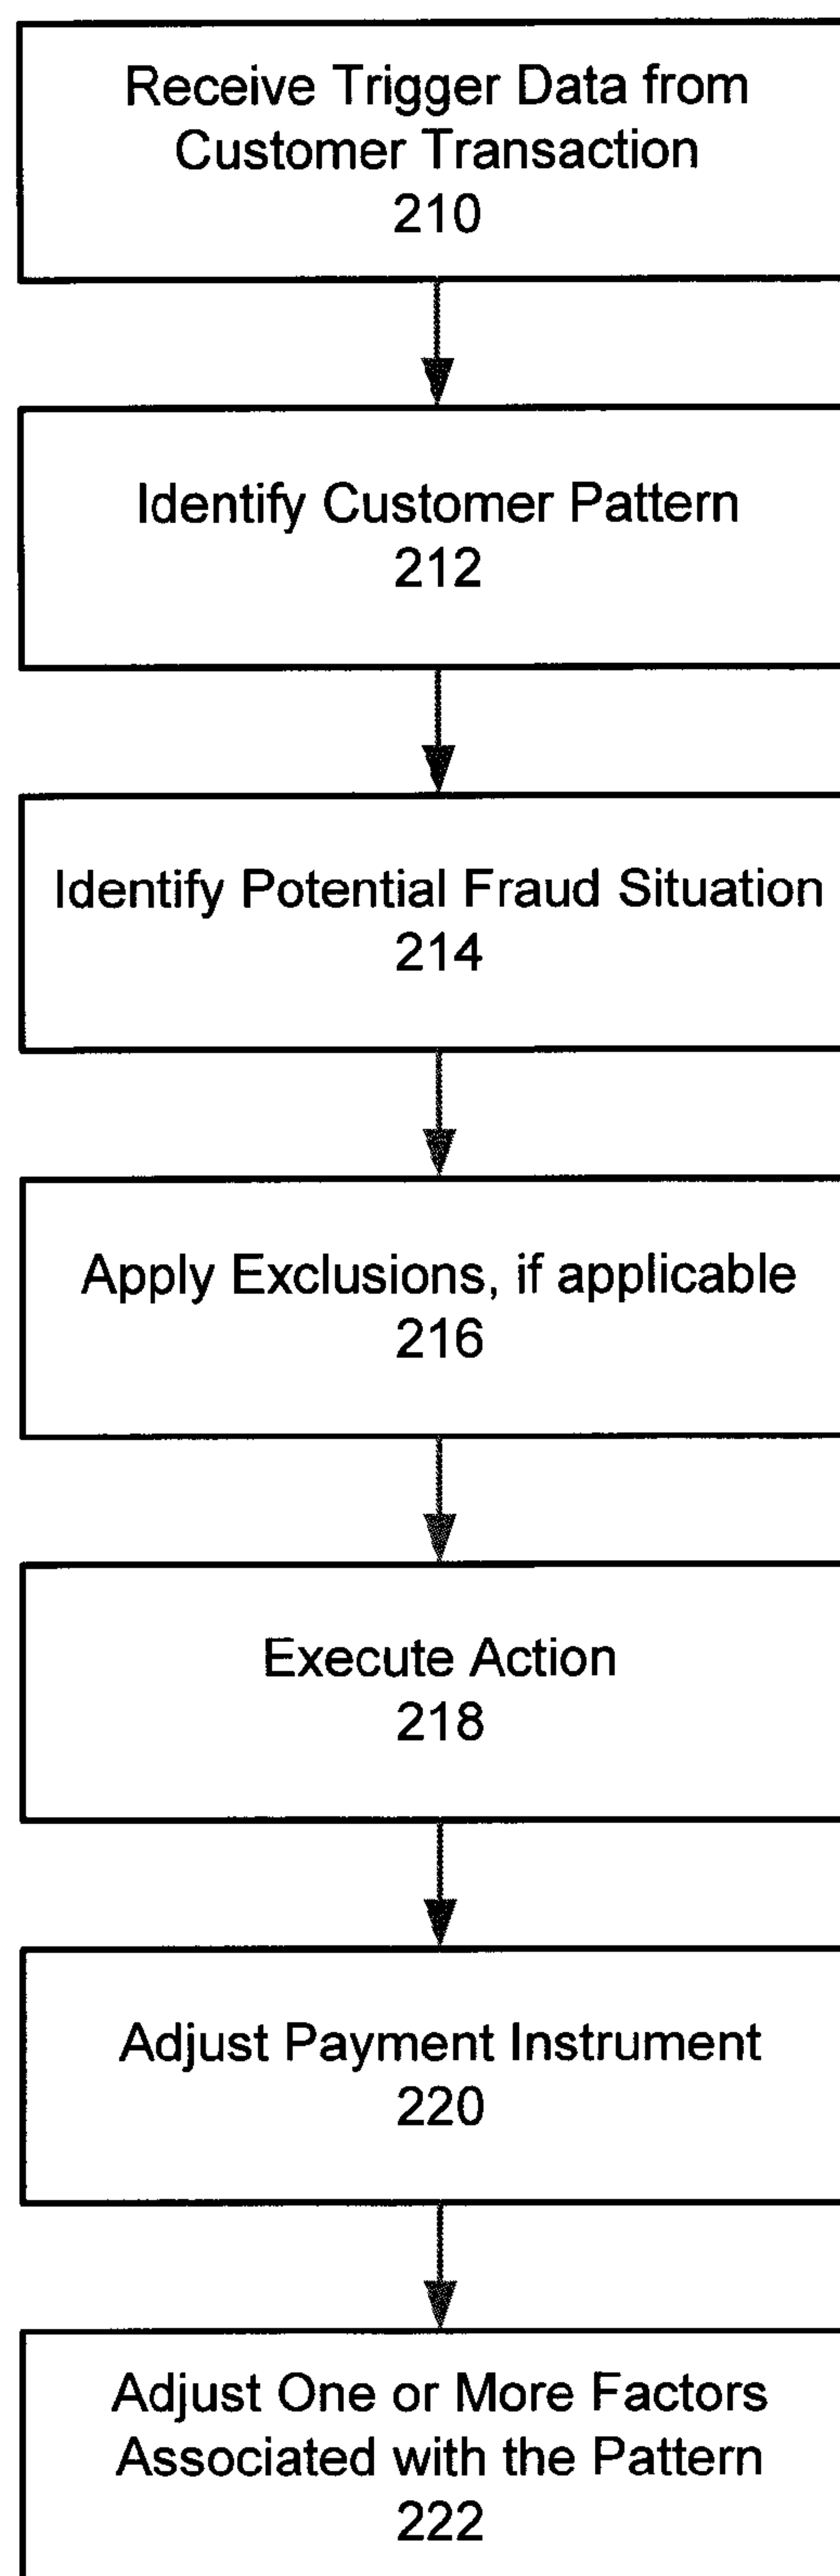 Receive Trigger Data from
Customer Transaction
210
Identify Customer Pattern
212
Identify Potential Fraud Situation
214
Apply Exclusions, if applicable
216
Execute Action
218
Adjust Payment Instrument
220
Adjust One or More Factors
Associated with the Pattern
222